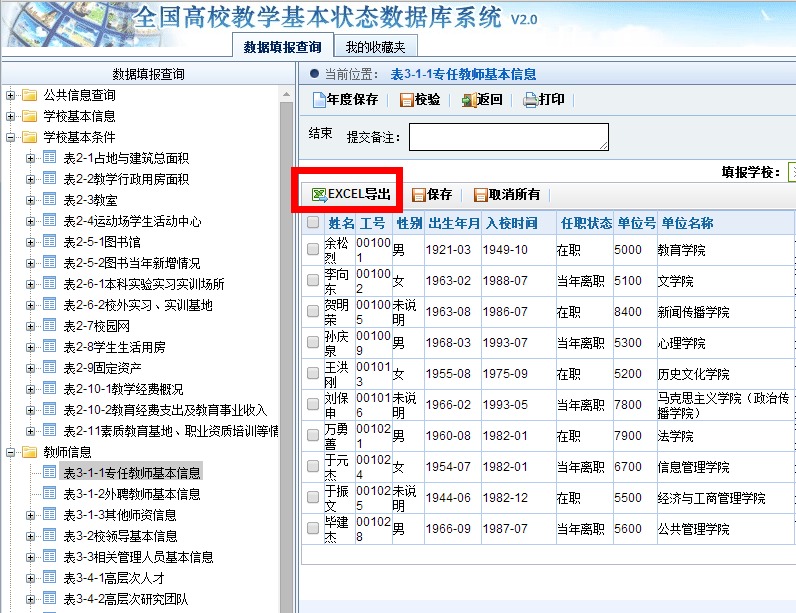 全国高校教学基本状态数据库系统 V2.0
数据填报查询 我的收藏夹
数据填报查询
公共信息查询
学校基本信息
学校基本条件
表2-1占地与建筑总面积
表2-2教学行政用房面积
表2-3教室
表2-4运动场学生活动中心
表2-5-1图书馆
表2-5-2图书当年新增情况
表2-6-1本科实验实习实训场所
表2-6-2校外实习、实训基地
表2-7校园网
表2-8学生生活用房
表2-9固定资产
表2-10-1教学经费概况
表2-10-2教育经费支出及教育事业收入
表2-11素质教育基地、职业资质培训等情
教师信息
表3-1-1专任教师基本信息
表3-1-2外聘教师基本信息
表3-1-3其他师资信息
表3-2校领导基本信息
表3-3相关管理人员基本信息
表3-4-1高层次人才
表3-4-2高层次研究团队
当前位置： 表3-1-1专任教师基本信息
年度保存 校验 返回 打印
结束 提交备注：
填报学校：
EXCEL导出 保存 取消所有
姓名 工号 性别 出生年月 入校时间 任职状态 单位号 单位名称
余松烈 001001 男 1921-03 1949-10 在职 5000 教育学院
李向东 001002 女 1963-02 1988-07 当年离职 5100 文学院
贺明荣 001005 未说明 1963-08 1986-07 在职 8400 新闻传播学院
孙庆泉 001009 男 1968-03 1993-07 当年离职 5300 心理学院
王洪刚 001013 女 1955-08 1975-09 在职 5200 历史文化学院
刘保申 001016 未说明 1966-02 1993-05 当年离职 7800 马克思主义学院（政治传播学院）
万勇善 001021 男 1960-08 1982-01 在职 7900 法学院
于元杰 001024 女 1954-07 1982-01 当年离职 6700 信息管理学院
于振文 001025 未说明 1944-06 1982-12 在职 5500 经济与工商管理学院
毕建杰 001028 男 1966-09 1987-07 当年离职 5600 公共管理学院